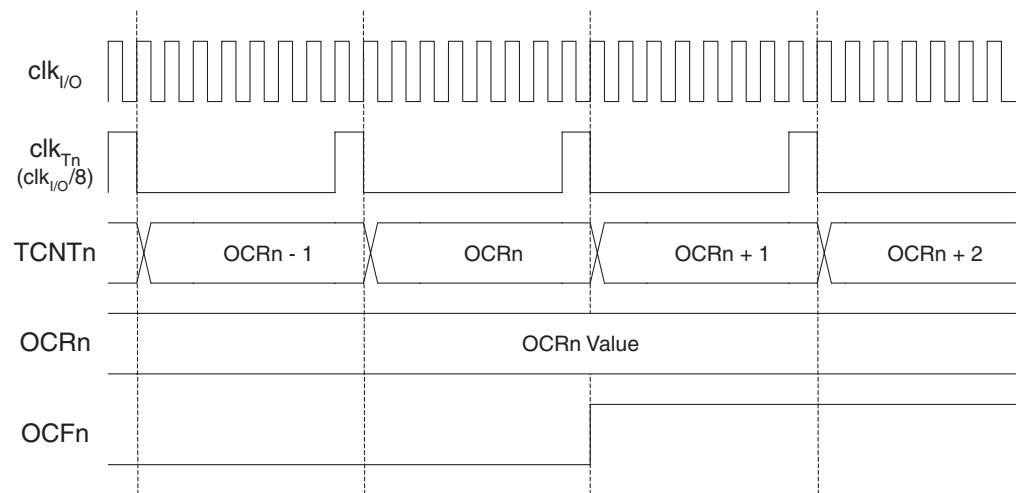 clkI/O
clkTn
(clkI/O/8)
TCNTn OCRn - 1 OCRn OCRn + 1 OCRn + 2
OCRn OCRn Value
OCFn